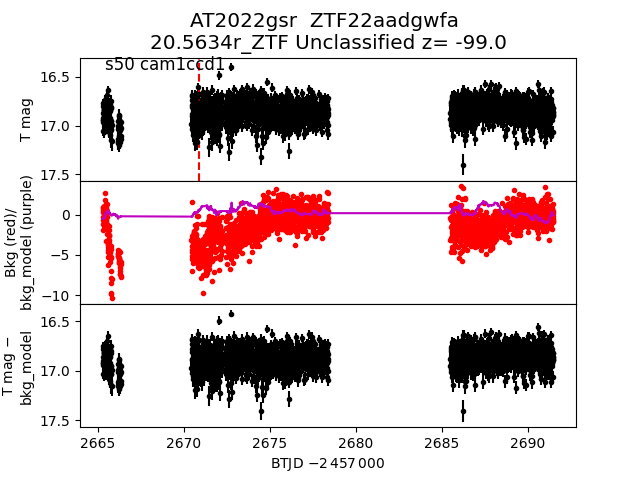 AT2022gsr  ZTF22aadgwfa
20.5634r_ZTF Unclassified z= -99.0
s50 cam1ccd1
16.5
17.0
17.5
T mag
0
−5
−10
Bkg (red)/
bkg_model (purple)
16.5
17.0
17.5
T mag −
bkg_model
2665
2670
2675
2680
2685
2690
BTJD −2 457 000